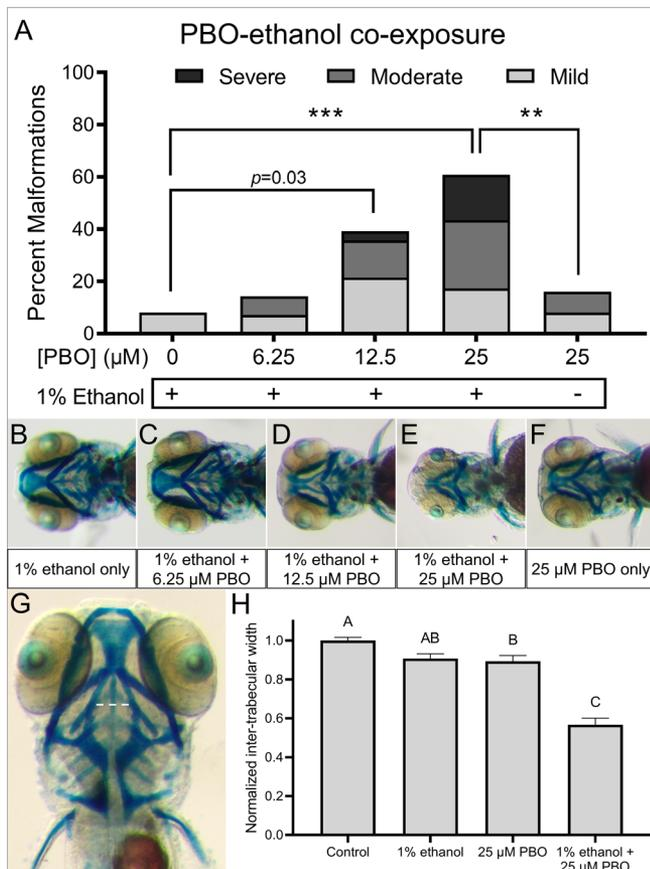 A
PBO-ethanol co-exposure
Severe Moderate Mild
Percent Malformations
100
80
60
40
20
0
***
**
p=0.03
[PBO] (µM) 0 6.25 12.5 25 25
1% Ethanol + + + + -
B C D E F
1% ethanol only
1% ethanol +
6.25 µM PBO
1% ethanol +
12.5 µM PBO
1% ethanol +
25 µM PBO
25 µM PBO only
G
H
Normalized inter-trabecular width
1.0
0.8
0.6
0.4
0.2
0.0
A
AB
B
C
Control 1% ethanol 25 µM PBO 1% ethanol +
25 µM PBO